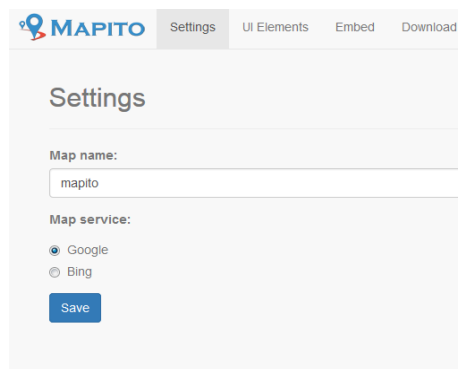 MAPITO Settings UI Elements Embed Download
Settings
Map name:
mapito
Map service:
Google
Bing
Save